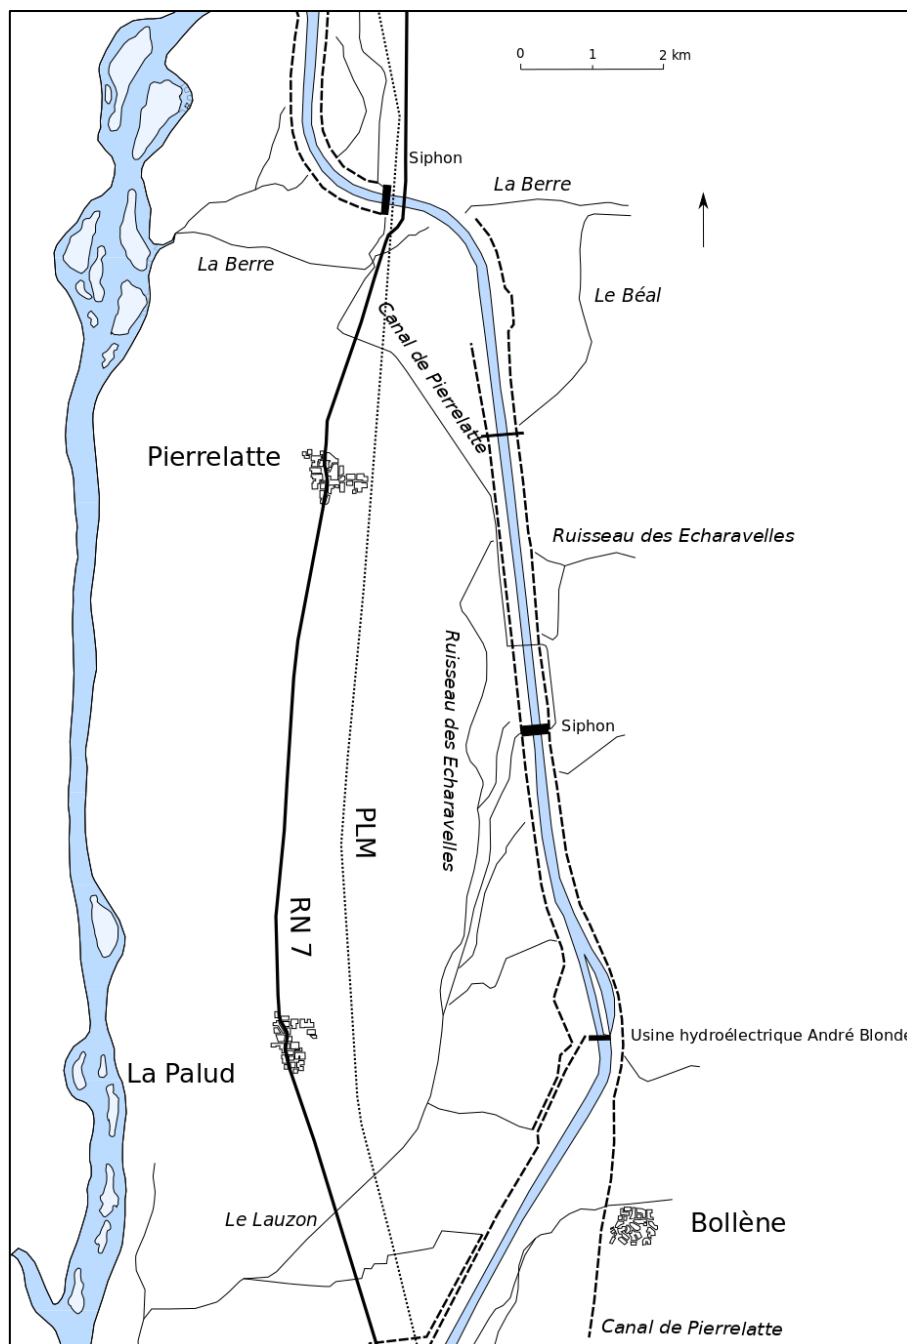 0 1 2 km
Siphon
La Berre
La Berre
Le Béal
Canal de Pierrelatte
Pierrelatte
Ruisseau des Echaravelles
Ruisseau des Echaravelles
Siphon
PLM
RN 7
Usine hydroélectrique André Blonde
La Palud
Le Lauzon
Bollène
Canal de Pierrelatte